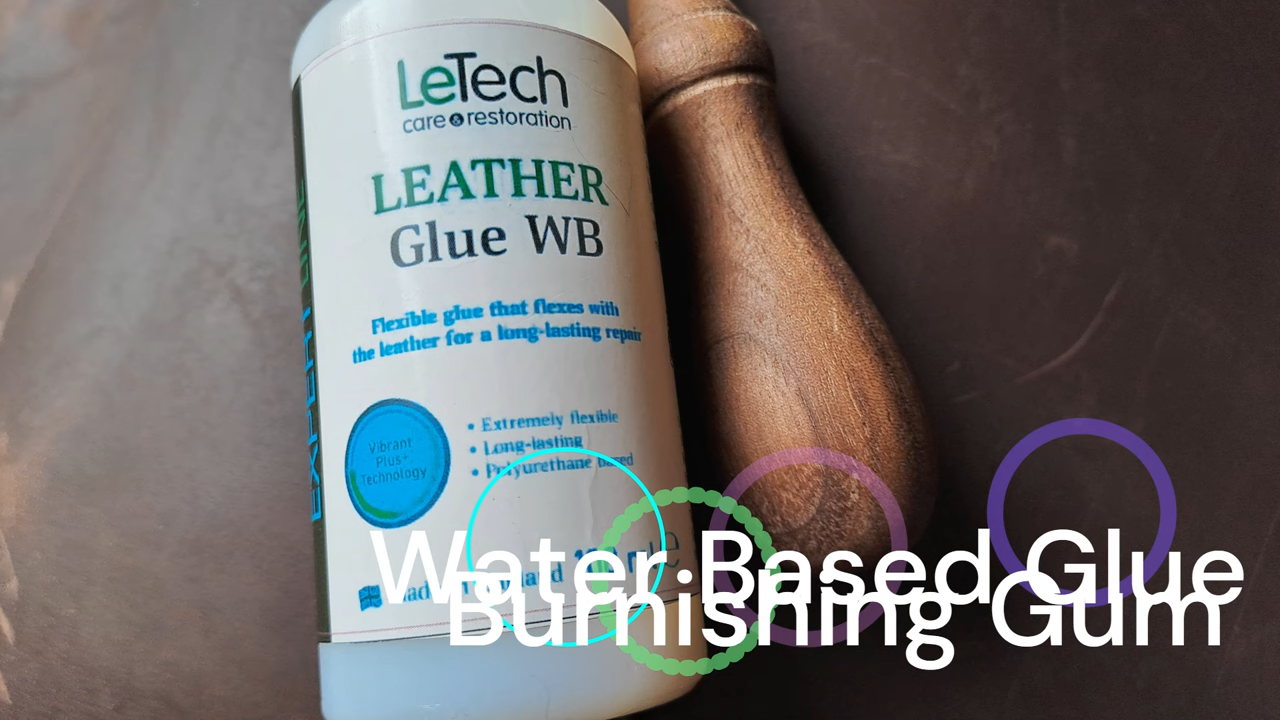 LeTech
care & restoration
LEATHER
Glue WB
Flexible glue that flexes with
the leather for a long-lasting repair
EXPERT LINE
Vibrant
Plus+
Technology
• Extremely flexible
• Long-lasting
• Polyurethane based
Water Based Glue
Burnishing Gum